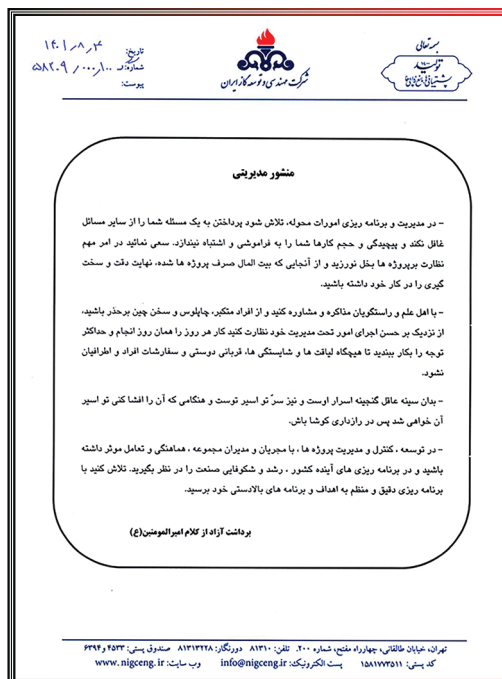 بسمه تعالی
تولید
شرکت مهندسی و توسعه گاز ایران
تاریخ: ۱۴۰۱٫۸٫۴
شماره:
پیوست:
منشور مدیریتی
- در مدیریت و برنامه ریزی امورات محوله، تلاش شود پرداختن به یک مسئله شما را از سایر مسائل
غافل نکند و پیچیدگی و حجم کارها شما را به فراموشی و اشتباه نیندازد. سعی نمائید در امر مهم
نظارت برپروژه ها بخل نورزید و از آنجایی که بیت المال صرف پروژه ها شده، نهایت دقت و سخت
گیری را در کار خود داشته باشید.
- با اهل علم و راستگویان مذاکره و مشاوره کنید و از افراد متکبر، چاپلوس و سخن چین برحذر باشید،
از نزدیک بر حسن اجرای امور تحت مدیریت خود نظارت کنید کار هر روز را همان روز انجام و حداکثر
توجه را بکار ببندید تا هیچگاه لیاقت ها و شایستگی ها، قربانی دوستی و سفارشات افراد و اطرافیان
نشود.
- بدان سینه عاقل گنجینه اسرار اوست و نیز سرّ تو اسیر توست و هنگامی که آن را افشا کنی تو اسیر
آن خواهی شد پس در رازداری کوشا باش.
- در توسعه ، کنترل و مدیریت پروژه ها ، با مجریان و مدیران مجموعه ، هماهنگی و تعامل موثر داشته
باشید و در برنامه ریزی های آینده کشور ، رشد و شکوفایی صنعت را در نظر بگیرید. تلاش کنید با
برنامه ریزی دقیق و منظم به اهداف و برنامه های بالادستی خود برسید.
برداشت آزاد از کلام امیرالمومنین(ع)
تهران، خیابان طالقانی، چهارراه مفتح، شماره ۲۰۰. تلفن: ۸۱۳۱۰ دورنگار: ۸۱۳۱۳۲۲۸ صندوق پستی: ۴۵۳۳ و ۶۳۹۴
کد پستی: ۱۵۸۱۷۷۳۵۱۱ پست الکترونیک: info@nigceng.ir وب سایت: www.nigceng.ir